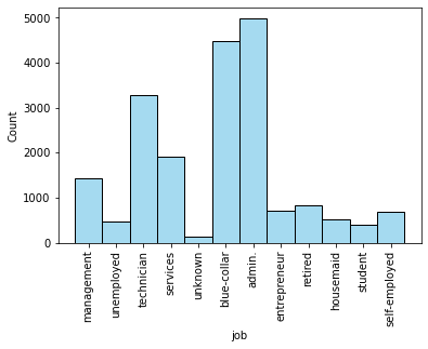 5000
4000
3000
2000
1000
0
Count
management
unemployed
technician
services
unknown
blue-collar
admin.
entrepreneur
retired
housemaid
student
self-employed
job